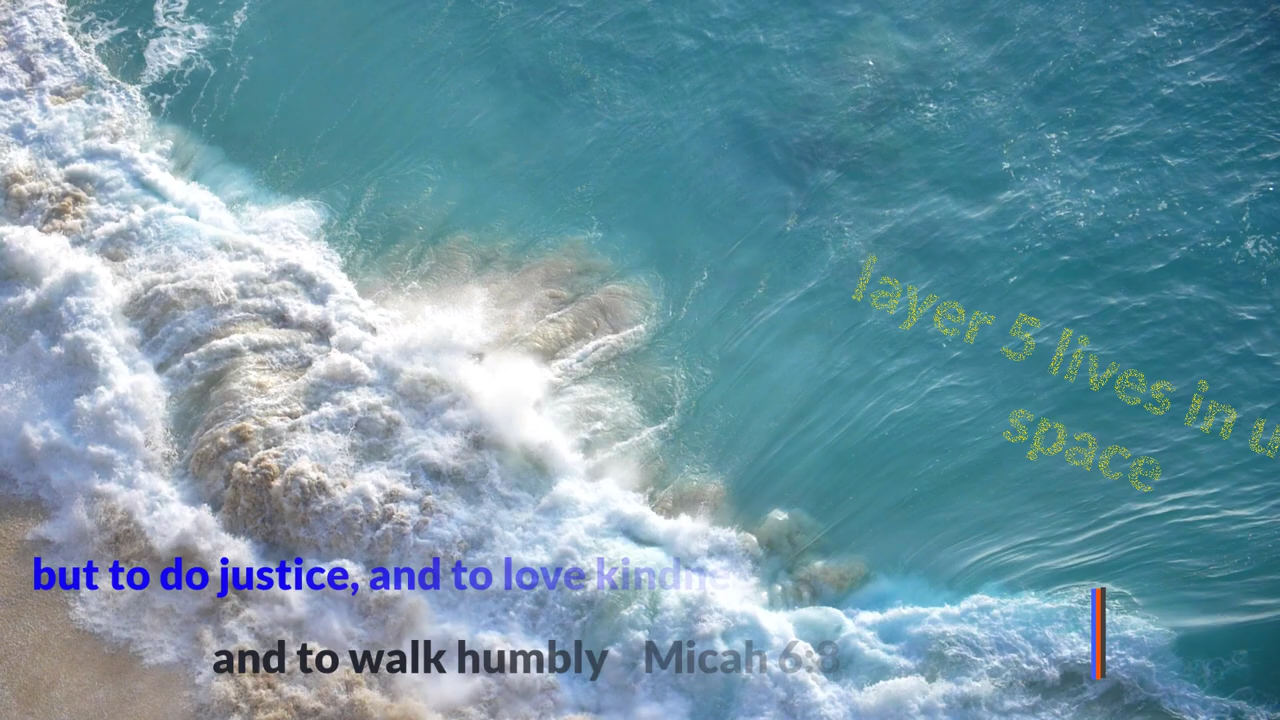 layer 5 lives in
space
but to do justice, and to love
and to walk humbly Micah 6:8